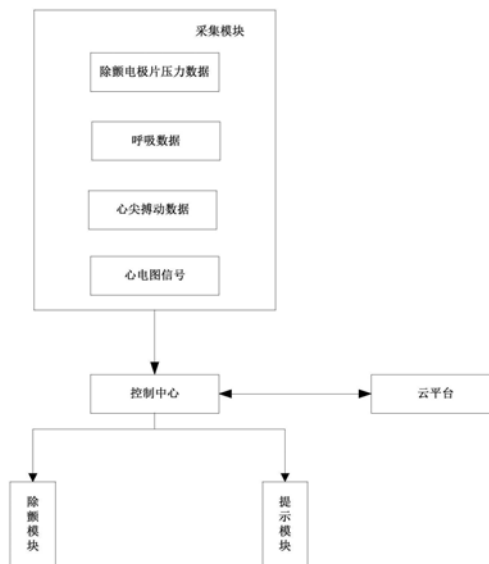 采集模块
除颤电极片压力数据
呼吸数据
心尖搏动数据
心电图信号
控制中心
云平台
除颤模块
提示模块